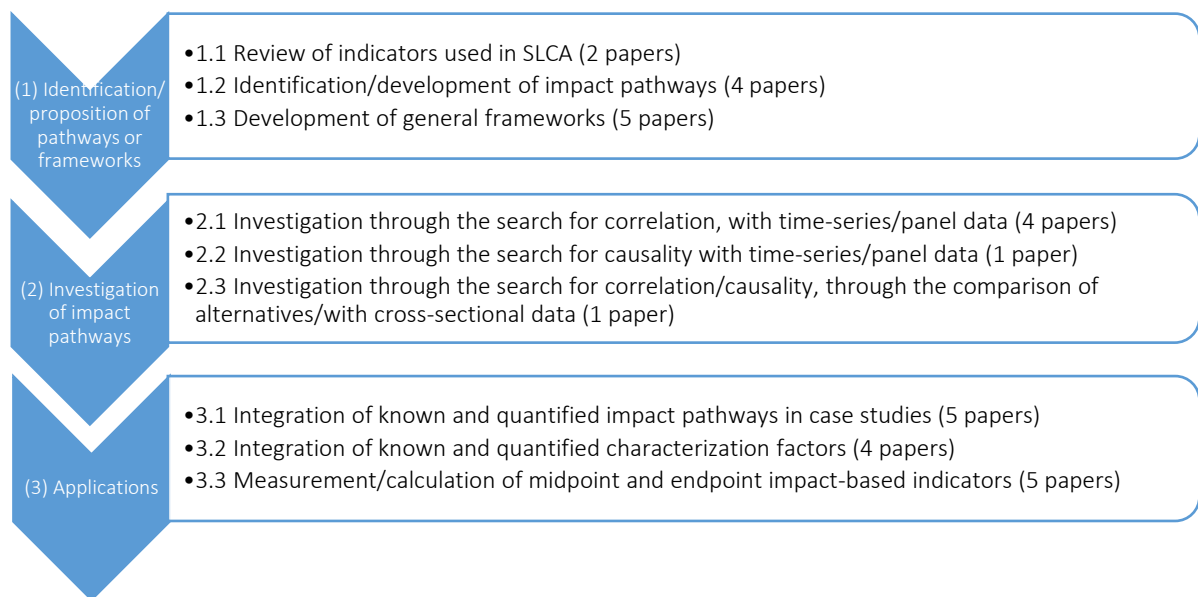 (1) Identification/
proposition of
pathways or
frameworks
•1.1 Review of indicators used in SLCA (2 papers)
•1.2 Identification/development of impact pathways (4 papers)
•1.3 Development of general frameworks (5 papers)
(2) Investigation
of impact
pathways
•2.1 Investigation through the search for correlation, with time-series/panel data (4 papers)
•2.2 Investigation through the search for causality with time-series/panel data (1 paper)
•2.3 Investigation through the search for correlation/causality, through the comparison of
alternatives/with cross-sectional data (1 paper)
(3) Applications
•3.1 Integration of known and quantified impact pathways in case studies (5 papers)
•3.2 Integration of known and quantified characterization factors (4 papers)
•3.3 Measurement/calculation of midpoint and endpoint impact-based indicators (5 papers)